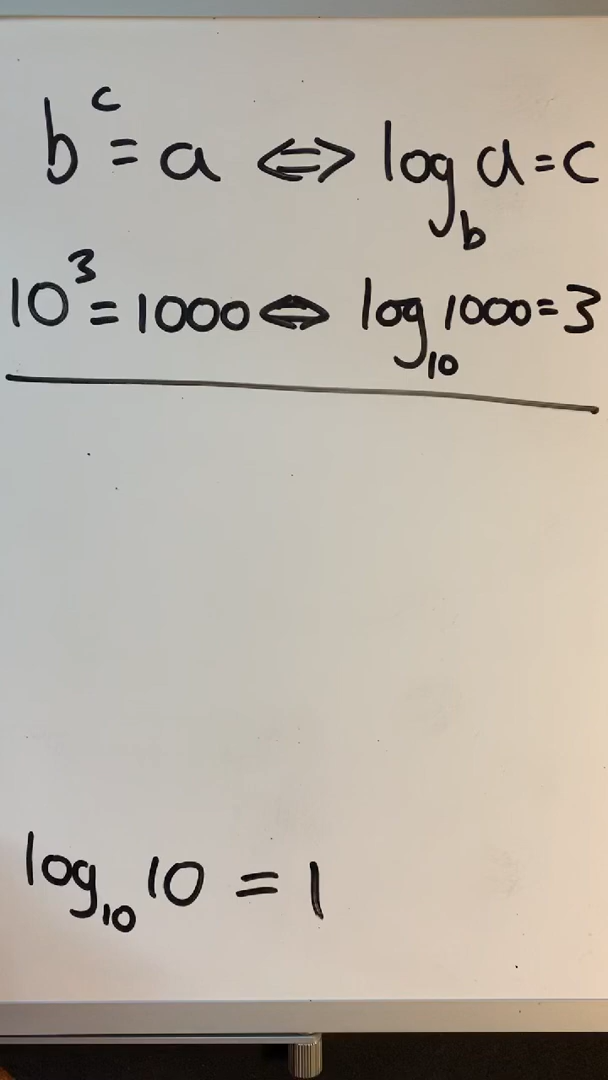 b^c = a ⇔ log_b a = c
10^3 = 1000 ⇔ log_10 1000 = 3
log_10 10 = 1